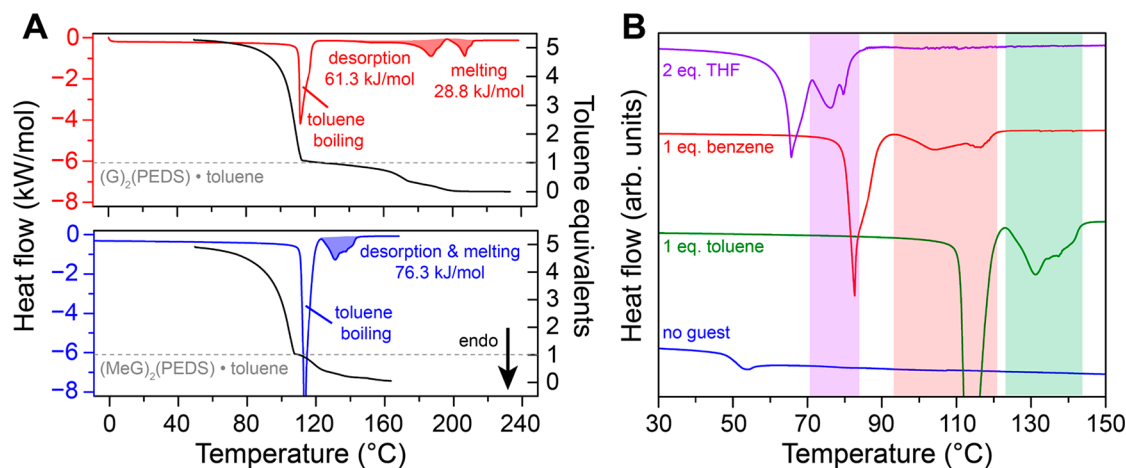 A
Heat flow (kW/mol)
0
−2
−4
−6
−8
desorption
61.3 kJ/mol
melting
28.8 kJ/mol
toluene
boiling
(G)₂(PEDS) • toluene
5
4
3
2
1
0
Toluene equivalents
0
−2
−4
−6
−8
desorption & melting
76.3 kJ/mol
toluene
boiling
endo
(MeG)₂(PEDS) • toluene
5
4
3
2
1
0
0 40 80 120 160 200 240
Temperature (°C)
B
Heat flow (arb. units)
2 eq. THF
1 eq. benzene
1 eq. toluene
no guest
30 50 70 90 110 130 150
Temperature (°C)